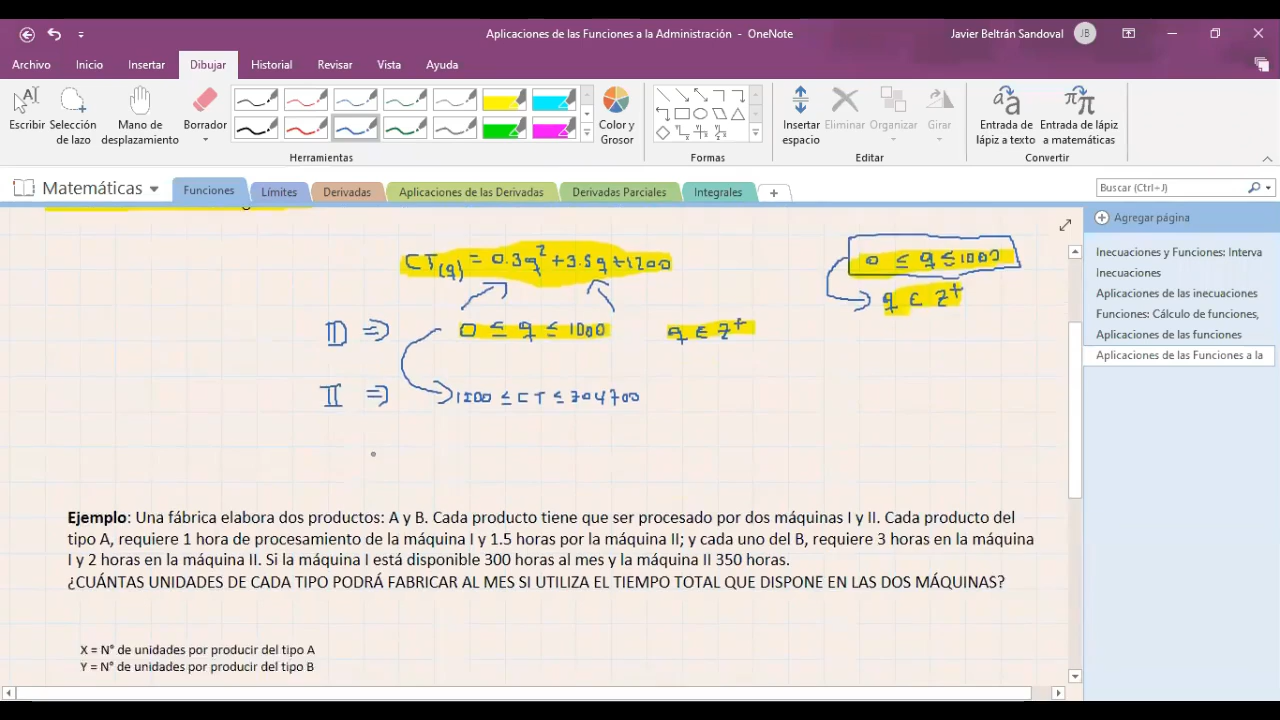 Aplicaciones de las Funciones a la Administración - OneNote
Javier Beltrán Sandoval JB
Archivo Inicio Insertar Dibujar Historial Revisar Vista Ayuda
Escribir
Selección de lazo
Mano de desplazamiento
Borrador
Color y Grosor
Insertar espacio
Eliminar
Organizar
Girar
Entrada de lápiz a texto
Entrada de lápiz a matemáticas
Herramientas Formas Editar Convertir
Matemáticas Funciones Límites Derivadas Aplicaciones de las Derivadas Derivadas Parciales Integrales
Buscar (Ctrl+J)
Agregar página
Inecuaciones y Funciones: Interva
Inecuaciones
Aplicaciones de las inecuaciones
Funciones: Cálculo de funciones,
Aplicaciones de las funciones
Aplicaciones de las Funciones a la
CT(q) = 0.3q² + 3.5q + 1200
0 ≤ q ≤ 1000
q ∈ Z+
D ⇒ 0 ≤ q ≤ 1000 q ∈ Z+
I ⇒ 1200 ≤ CT ≤ 304700
Ejemplo: Una fábrica elabora dos productos: A y B. Cada producto tiene que ser procesado por dos máquinas I y II. Cada producto del
tipo A, requiere 1 hora de procesamiento de la máquina I y 1.5 horas por la máquina II; y cada uno del B, requiere 3 horas en la máquina
I y 2 horas en la máquina II. Si la máquina I está disponible 300 horas al mes y la máquina II 350 horas.
¿CUÁNTAS UNIDADES DE CADA TIPO PODRÁ FABRICAR AL MES SI UTILIZA EL TIEMPO TOTAL QUE DISPONE EN LAS DOS MÁQUINAS?
X = N° de unidades por producir del tipo A
Y = N° de unidades por producir del tipo B